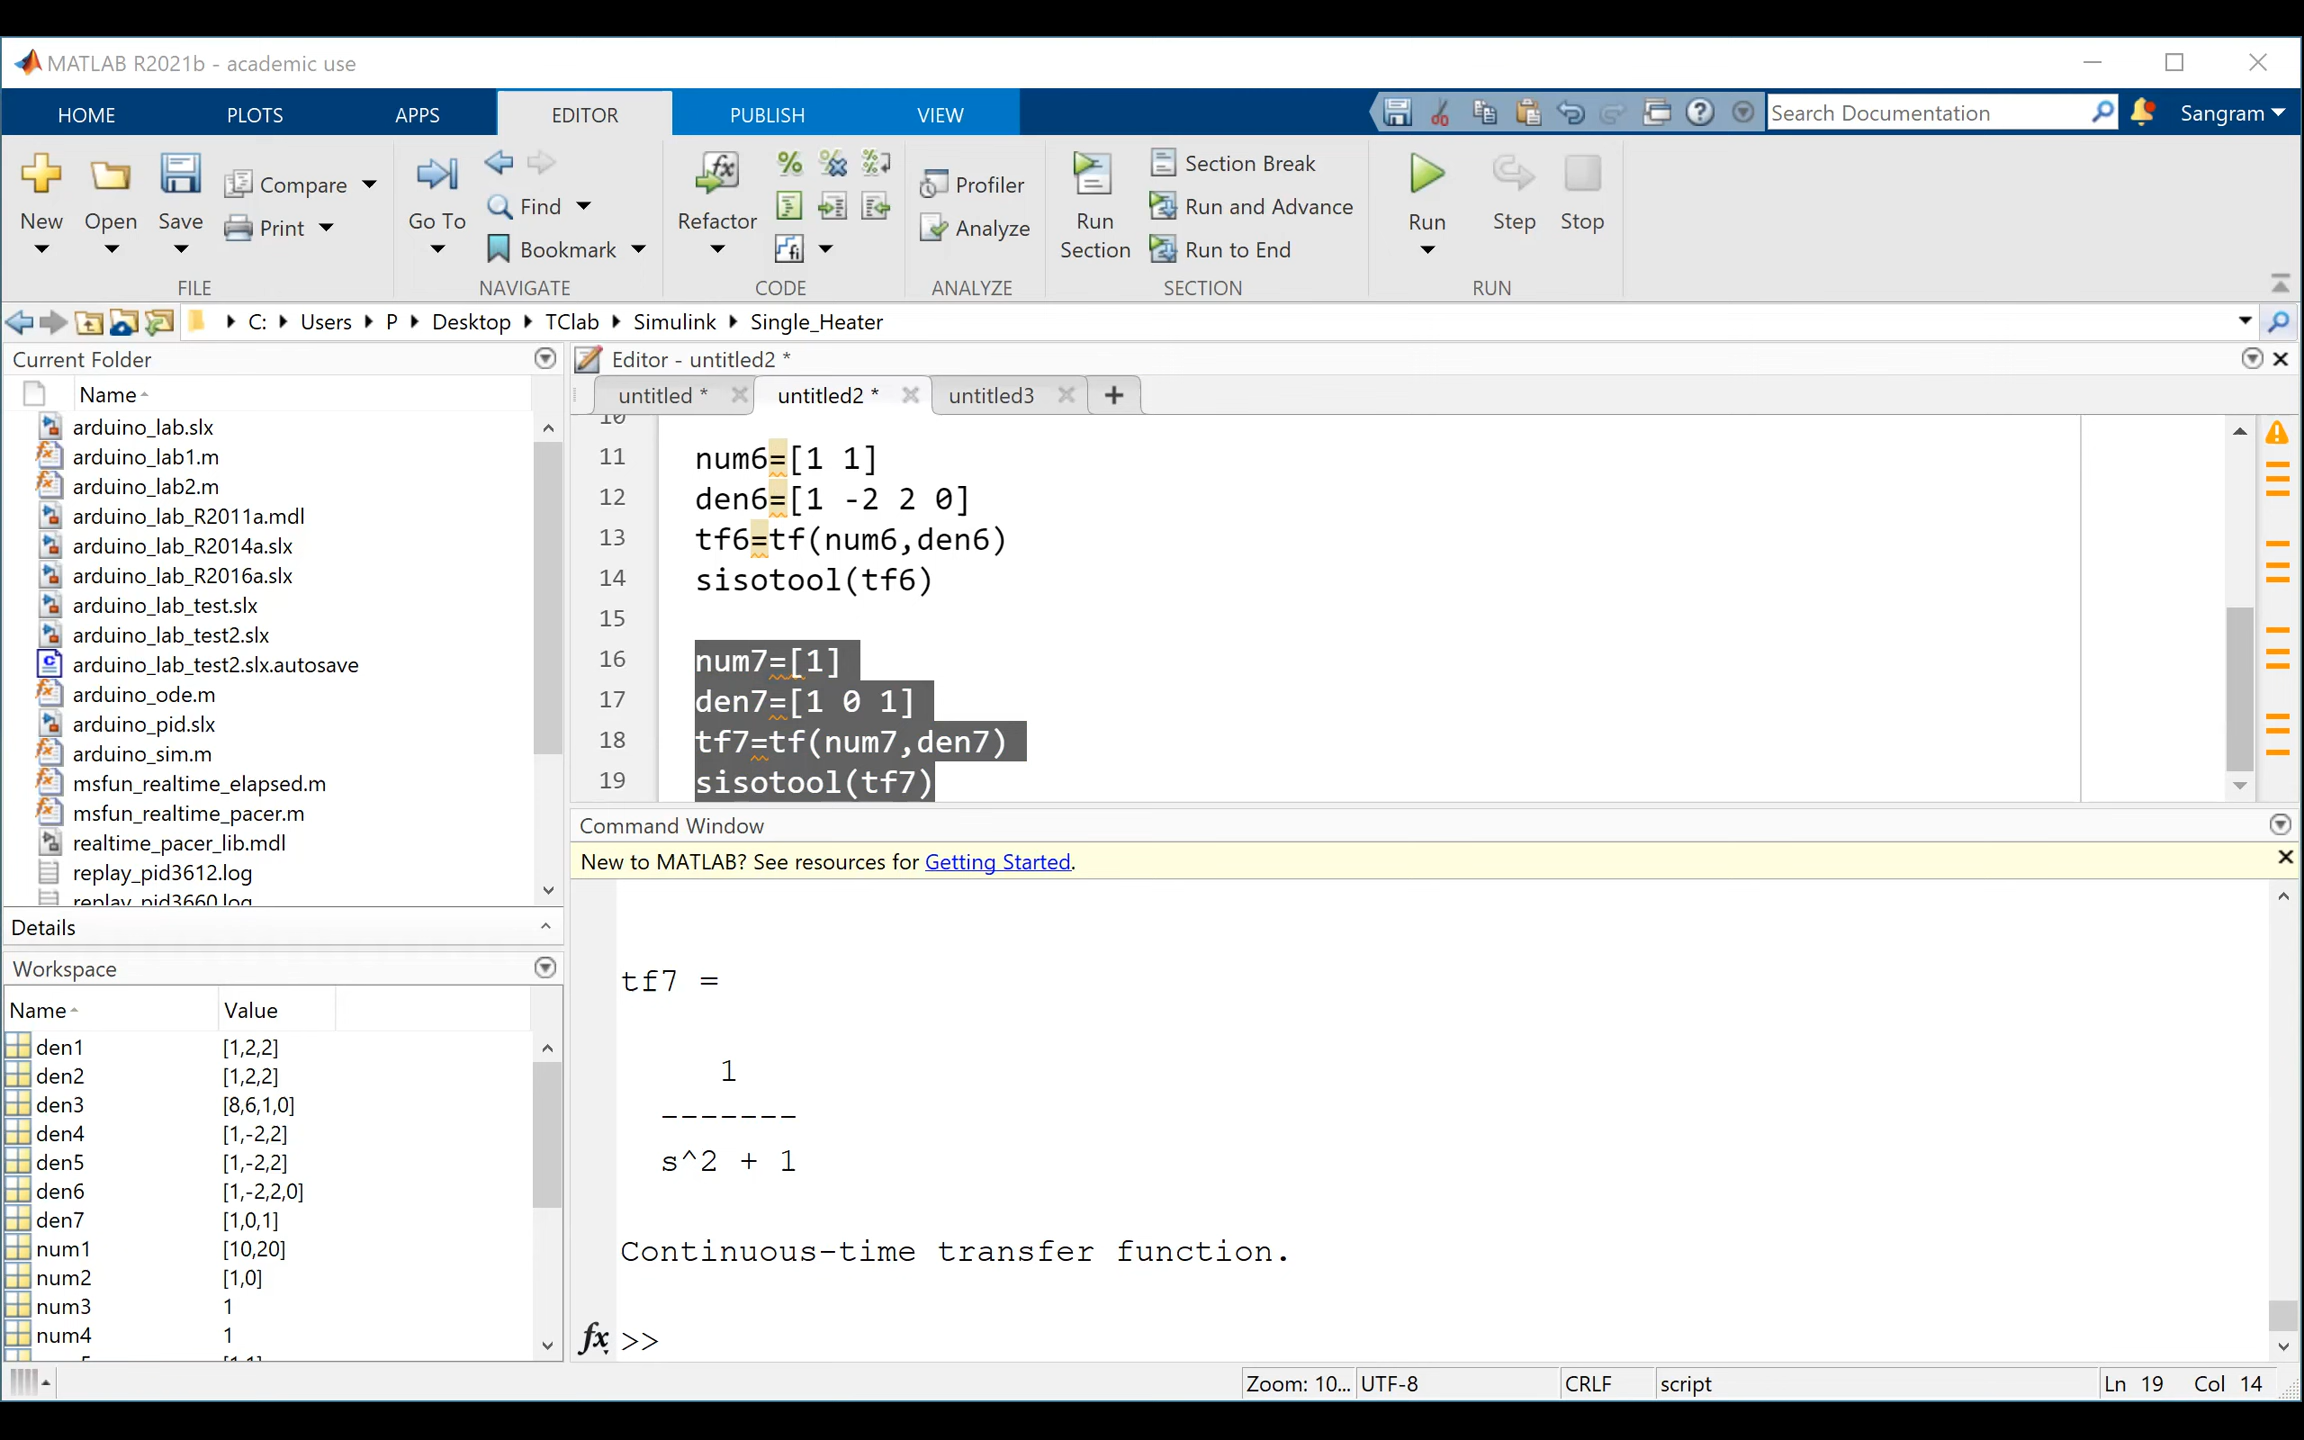 MATLAB R2021b - academic use
HOME PLOTS APPS EDITOR PUBLISH VIEW
Search Documentation
Sangram
New
Open
Save
Compare
Print
FILE
Go To
Find
Bookmark
NAVIGATE
Refactor
CODE
Profiler
Analyze
ANALYZE
Run
Section
Section Break
Run and Advance
Run to End
SECTION
Run
Step
Stop
RUN
C: Users P Desktop TClab Simulink Single_Heater
Current Folder
Name
arduino_lab.slx
arduino_lab1.m
arduino_lab2.m
arduino_lab_R2011a.mdl
arduino_lab_R2014a.slx
arduino_lab_R2016a.slx
arduino_lab_test.slx
arduino_lab_test2.slx
arduino_lab_test2.slx.autosave
arduino_ode.m
arduino_pid.slx
arduino_sim.m
msfun_realtime_elapsed.m
msfun_realtime_pacer.m
realtime_pacer_lib.mdl
replay_pid3612.log
replay_pid3660.log
Details
Workspace
Name Value
den1 [1,2,2]
den2 [1,2,2]
den3 [8,6,1,0]
den4 [1,-2,2]
den5 [1,-2,2]
den6 [1,-2,2,0]
den7 [1,0,1]
num1 [10,20]
num2 [1,0]
num3 1
num4 1
Editor - untitled2 *
untitled * untitled2 * untitled3 +
10
11 num6=[1 1]
12 den6=[1 -2 2 0]
13 tf6=tf(num6,den6)
14 sisotool(tf6)
15
16 num7=[1]
17 den7=[1 0 1]
18 tf7=tf(num7,den7)
19 sisotool(tf7)
Command Window
New to MATLAB? See resources for Getting Started.
tf7 =
1
-------
s^2 + 1
Continuous-time transfer function.
fx >>
Zoom: 10... UTF-8 CRLF script Ln 19 Col 14